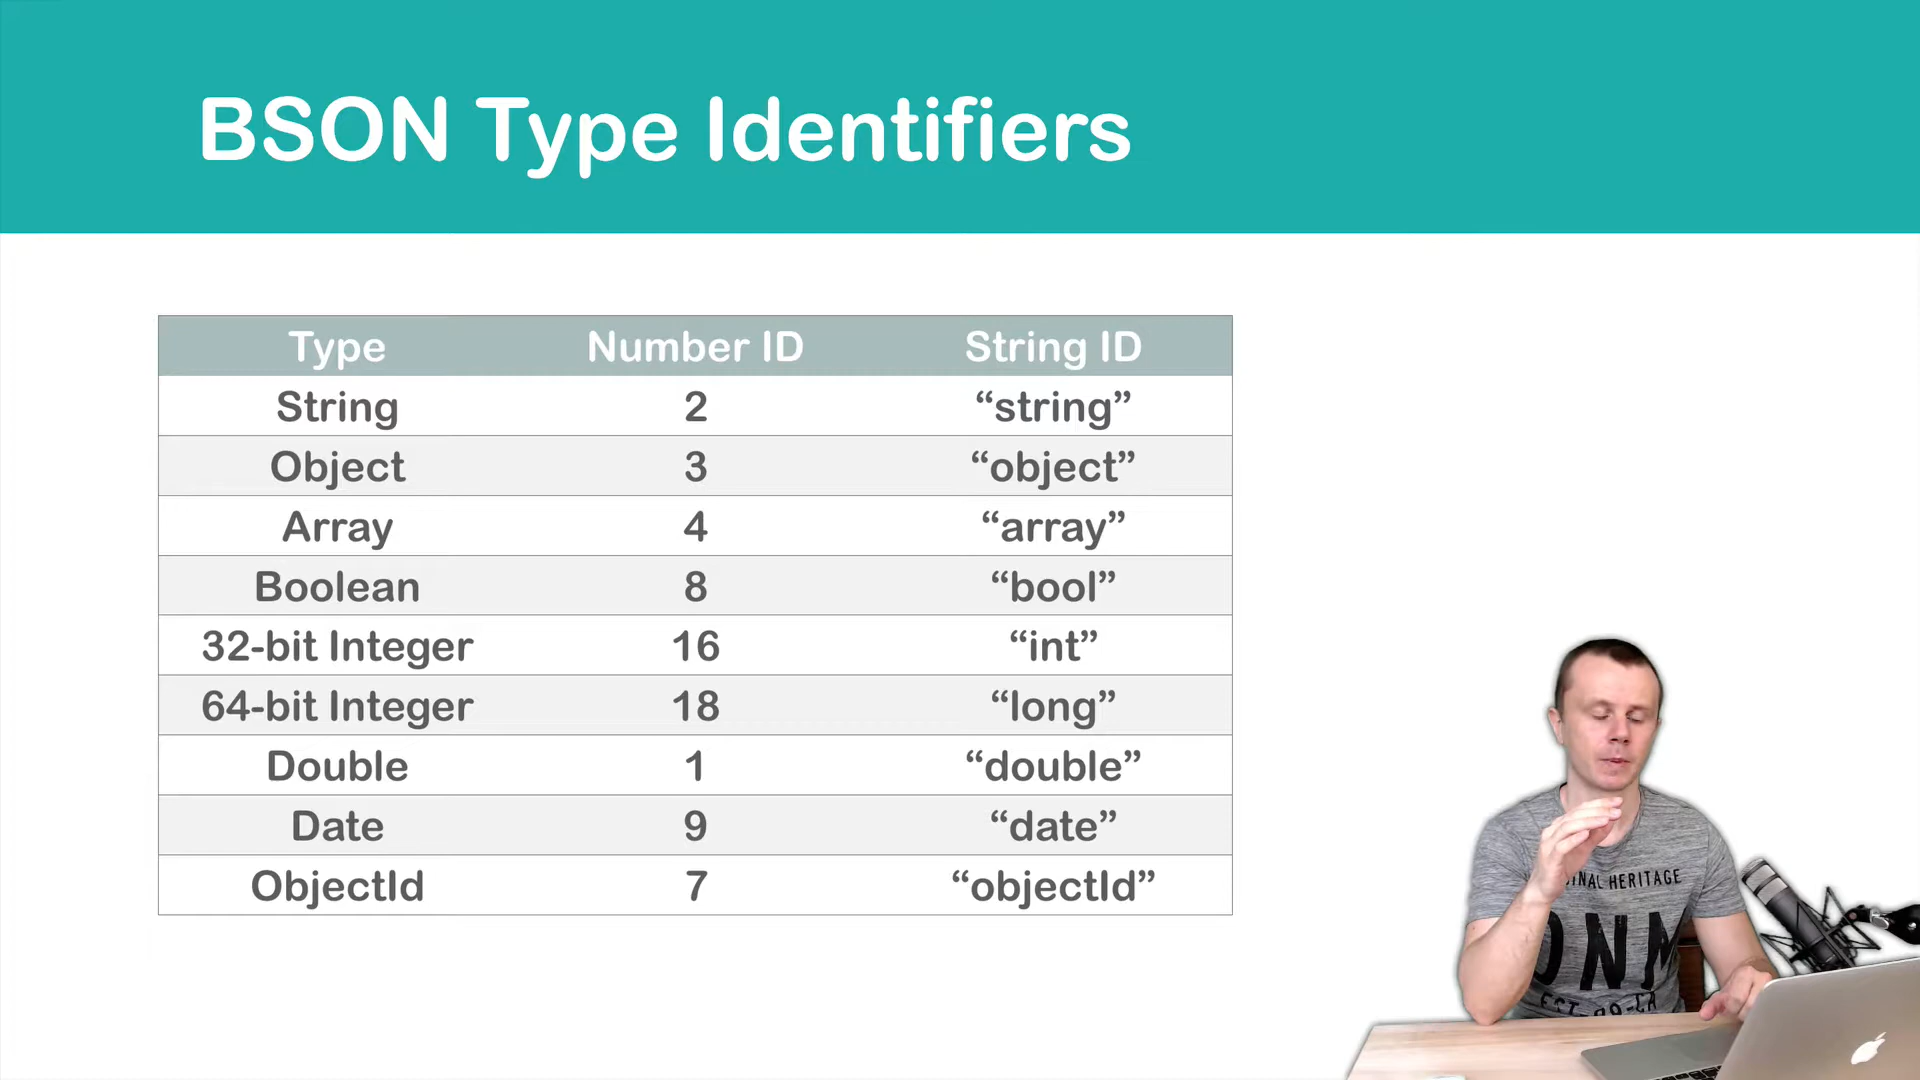 BSON Type Identifiers
Type Number ID String ID
String 2 “string”
Object 3 “object”
Array 4 “array”
Boolean 8 “bool”
32-bit Integer 16 “int”
64-bit Integer 18 “long”
Double 1 “double”
Date 9 “date”
ObjectId 7 “objectId”
HERITAGE